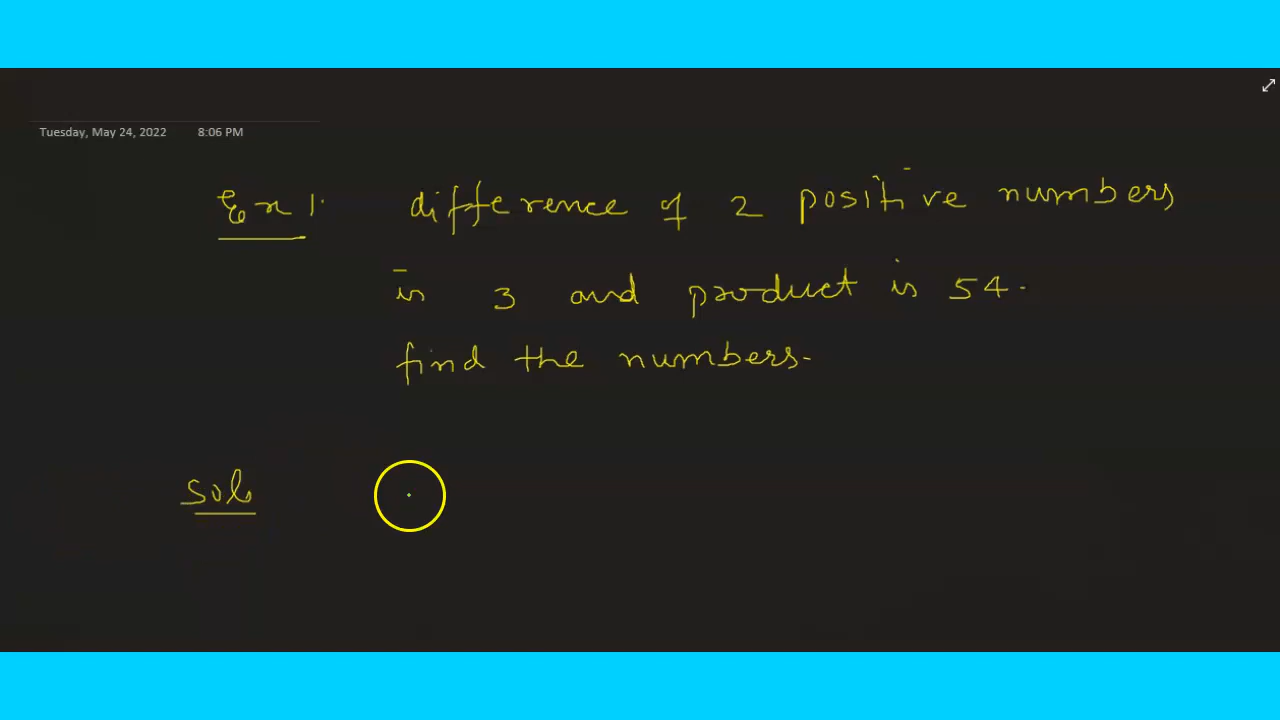 Tuesday, May 24, 2022 8:06 PM
Ex 1. difference of 2 positive numbers
is 3 and product is 54.
find the numbers.
Sol